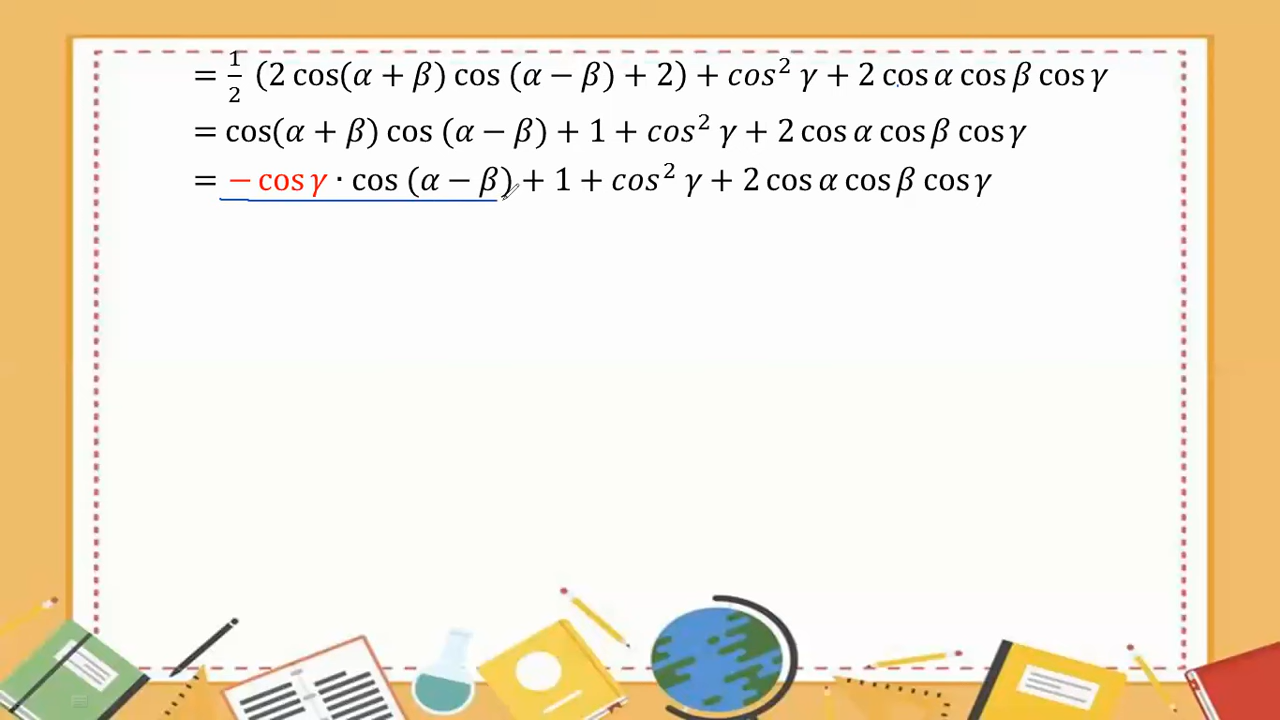 = 1/2 (2 cos(α + β) cos (α − β) + 2) + cos² γ + 2 cos α cos β cos γ
= cos(α + β) cos (α − β) + 1 + cos² γ + 2 cos α cos β cos γ
= − cos γ · cos (α − β) + 1 + cos² γ + 2 cos α cos β cos γ